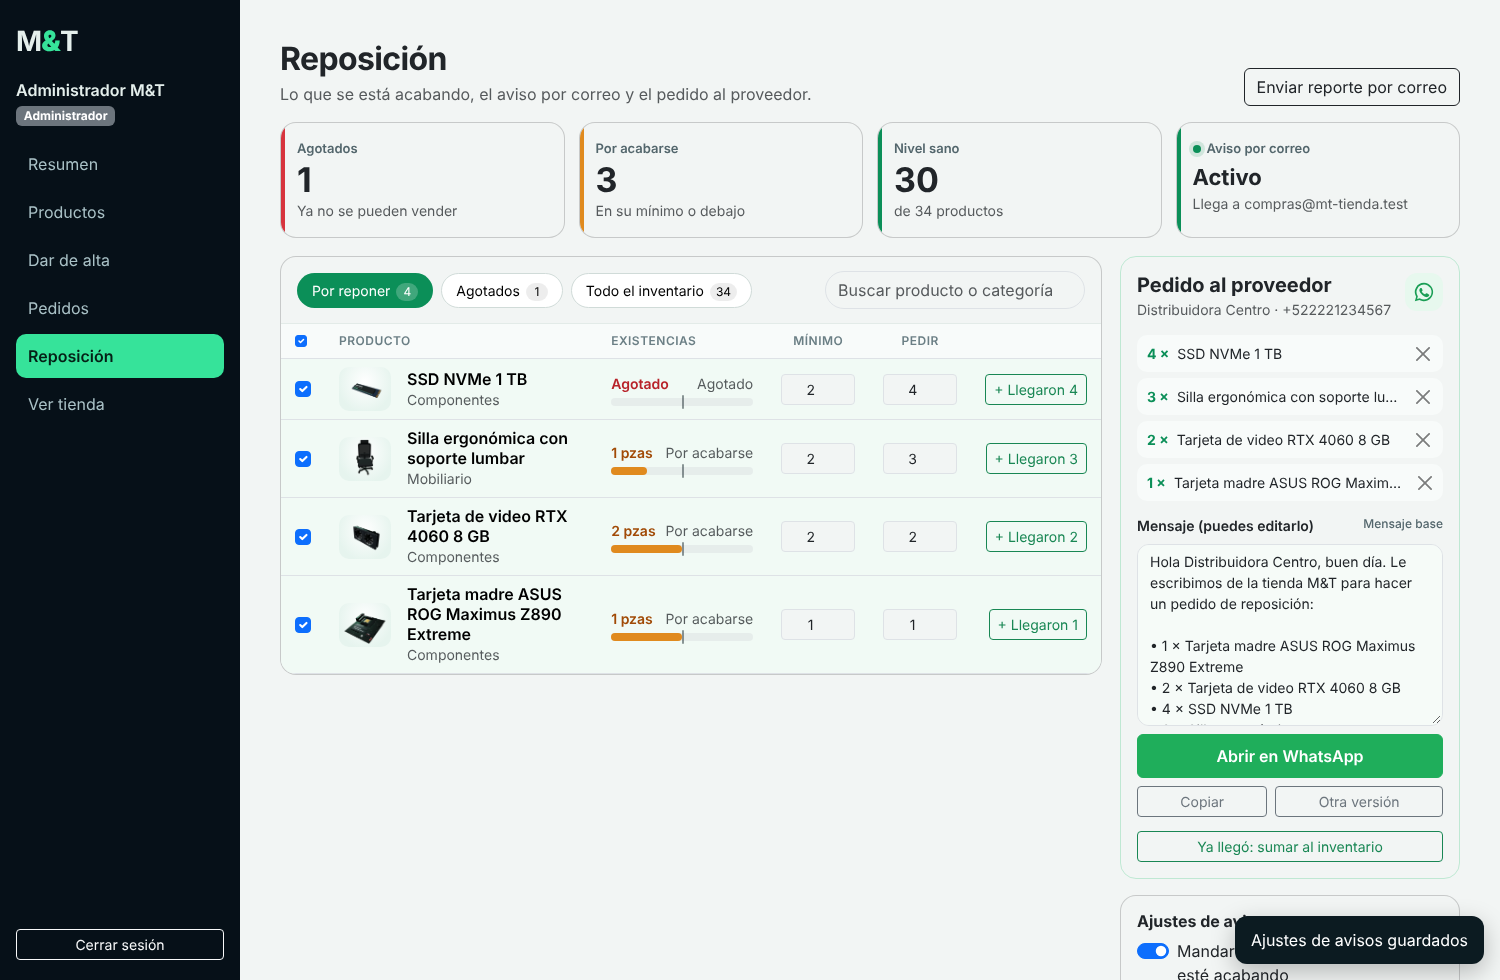 M&T
Administrador M&T
Administrador
Resumen
Productos
Dar de alta
Pedidos
Reposición
Ver tienda
Cerrar sesión
Reposición
Lo que se está acabando, el aviso por correo y el pedido al proveedor.
Enviar reporte por correo
Agotados
1
Ya no se pueden vender
Por acabarse
3
En su mínimo o debajo
Nivel sano
30
de 34 productos
Aviso por correo
Activo
Llega a compras@mt-tienda.test
Por reponer 4
Agotados 1
Todo el inventario 34
Buscar producto o categoría
PRODUCTO EXISTENCIAS MÍNIMO PEDIR
SSD NVMe 1 TB
Componentes
Agotado Agotado
2
4
+ Llegaron 4
Silla ergonómica con
soporte lumbar
Mobiliario
1 pzas Por acabarse
2
3
+ Llegaron 3
Tarjeta de video RTX
4060 8 GB
Componentes
2 pzas Por acabarse
2
2
+ Llegaron 2
Tarjeta madre ASUS
ROG Maximus Z890
Extreme
Componentes
1 pzas Por acabarse
1
1
+ Llegaron 1
Pedido al proveedor
Distribuidora Centro · +522221234567
4 × SSD NVMe 1 TB
3 × Silla ergonómica con soporte lu...
2 × Tarjeta de video RTX 4060 8 GB
1 × Tarjeta madre ASUS ROG Maxim...
Mensaje (puedes editarlo) Mensaje base
Hola Distribuidora Centro, buen día. Le
escribimos de la tienda M&T para hacer
un pedido de reposición:
• 1 × Tarjeta madre ASUS ROG Maximus
Z890 Extreme
• 2 × Tarjeta de video RTX 4060 8 GB
• 4 × SSD NVMe 1 TB
Abrir en WhatsApp
Copiar
Otra versión
Ya llegó: sumar al inventario
Ajustes de av
Mandar
esté acabando
Ajustes de avisos guardados